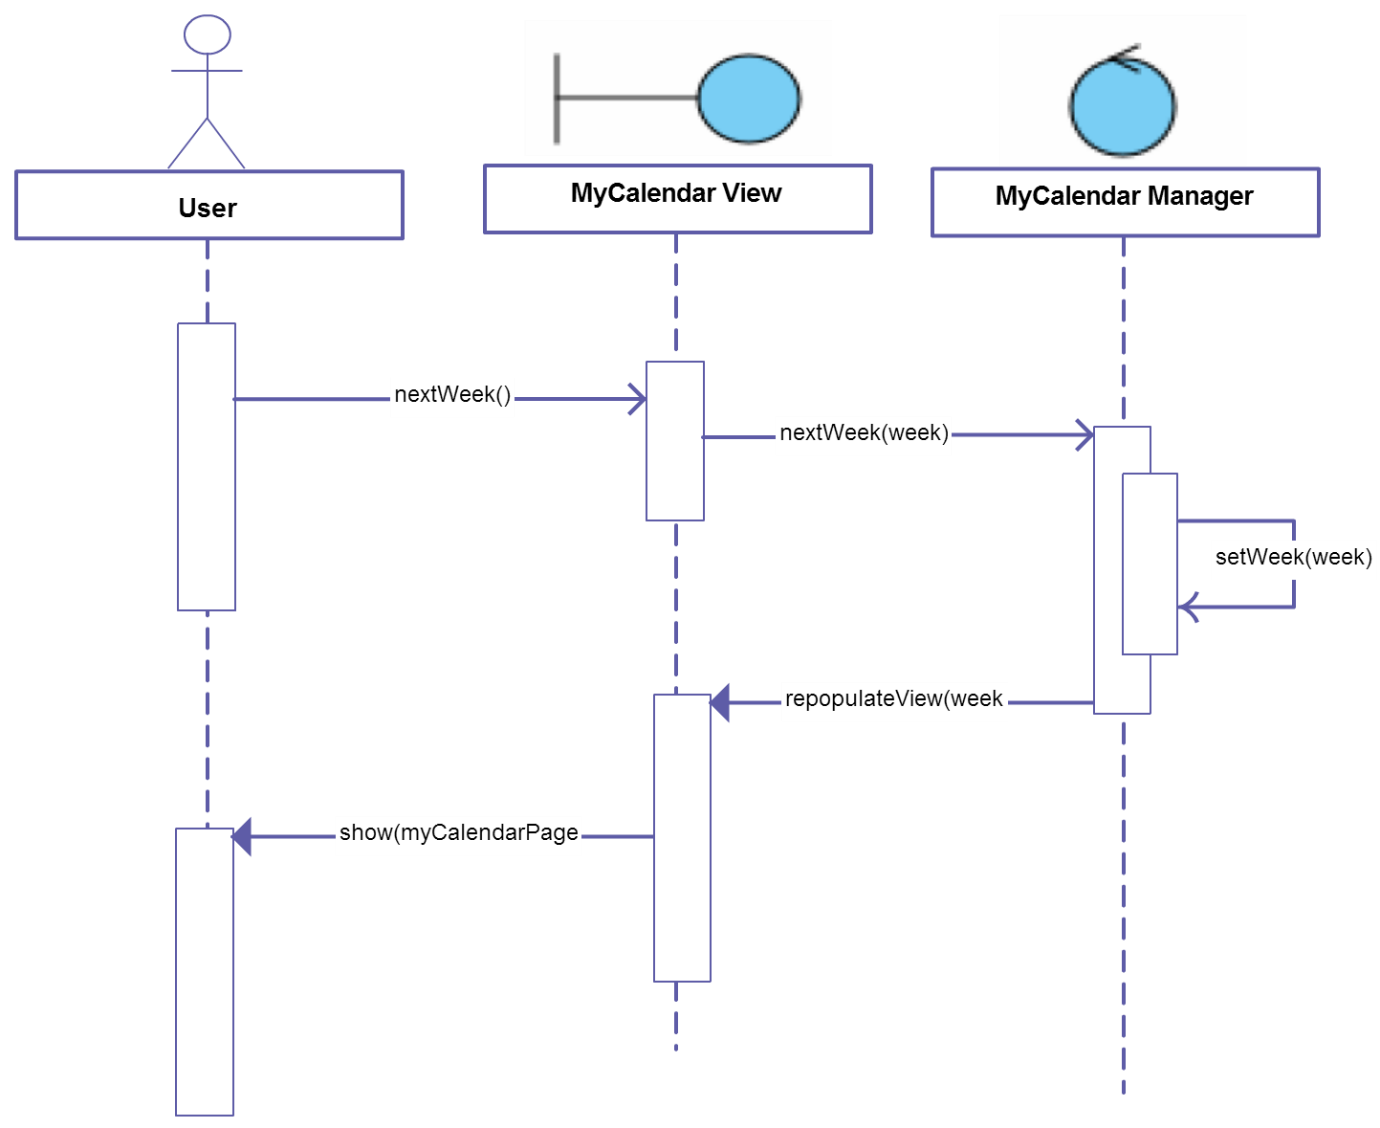 User
MyCalendar View
MyCalendar Manager
nextWeek()
nextWeek(week)
setWeek(week)
repopulateView(week
show(myCalendarPage